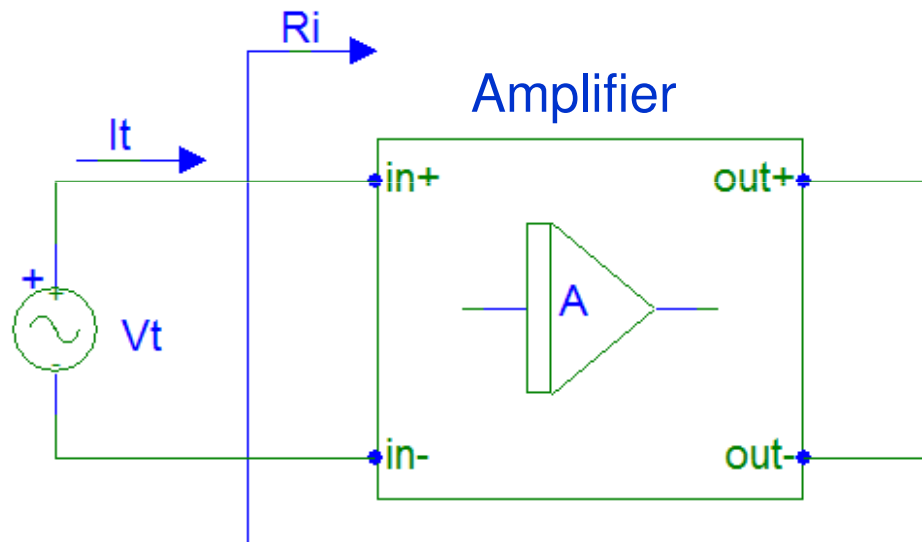 Ri
Amplifier
It
in+
out+
+
+
A
Vt
-
in-
out-